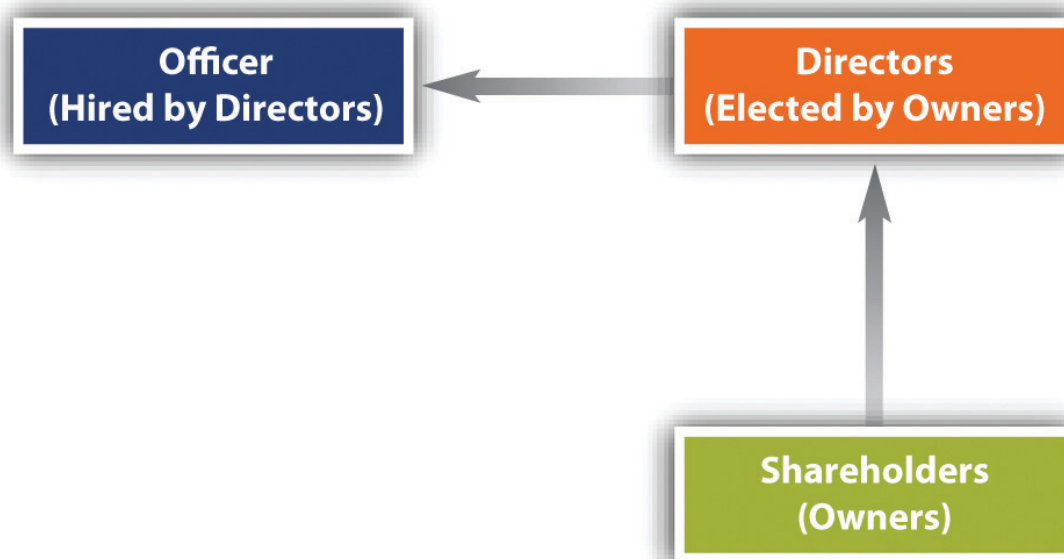 Officer
(Hired by Directors)
Directors
(Elected by Owners)
Shareholders
(Owners)